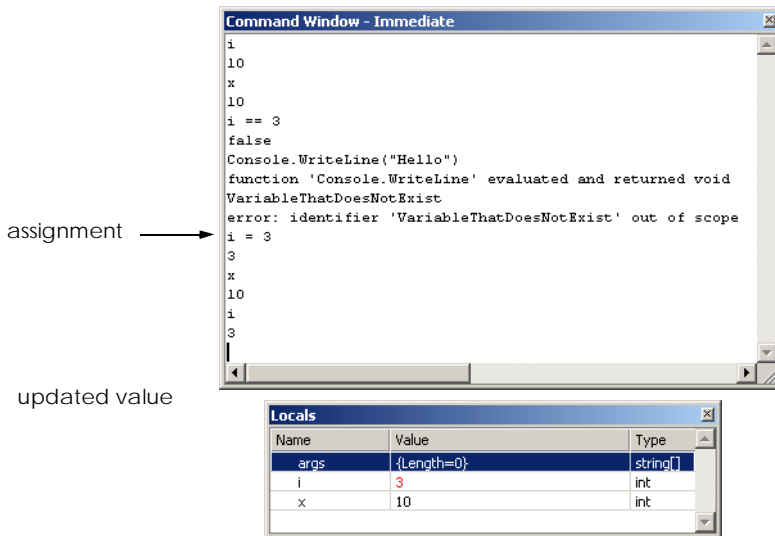 Command Window - Immediate
i
10
x
10
i == 3
false
Console.WriteLine("Hello")
function 'Console.WriteLine' evaluated and returned void
VariableThatDoesNotExist
error: identifier 'VariableThatDoesNotExist' out of scope
assignment
i = 3
3
x
10
i
3
updated value
Locals
Name Value Type
args {Length=0} string[]
i 3 int
x 10 int